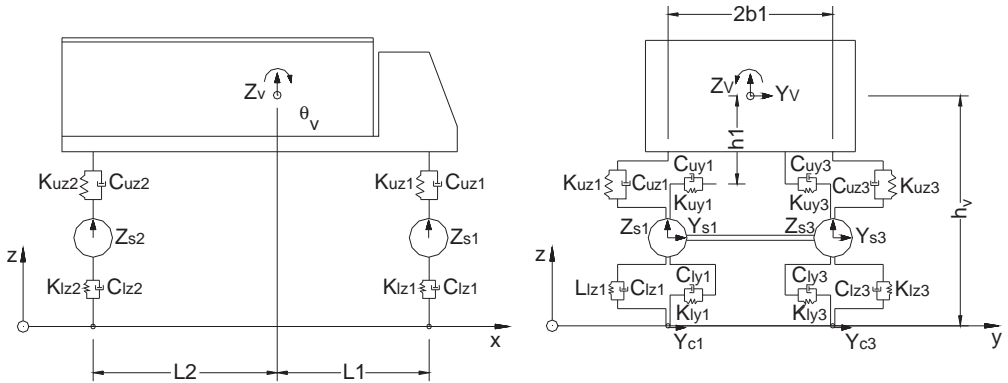 Zv
θv
Kuz2
Cuz2
Kuz1
Cuz1
Zs2
Zs1
Klz2
Clz2
Klz1
Clz1
z
x
L2
L1
2b1
ZV
YV
h1
hv
Kuz1
Cuz1
Cuy1
Kuy1
Cuy3
Kuy3
Cuz3
Kuz3
Zs1
Ys1
Zs3
Ys3
Llz1
Clz1
Cly1
Kly1
Cly3
Kly3
Clz3
Klz3
z
Yc1
Yc3
y